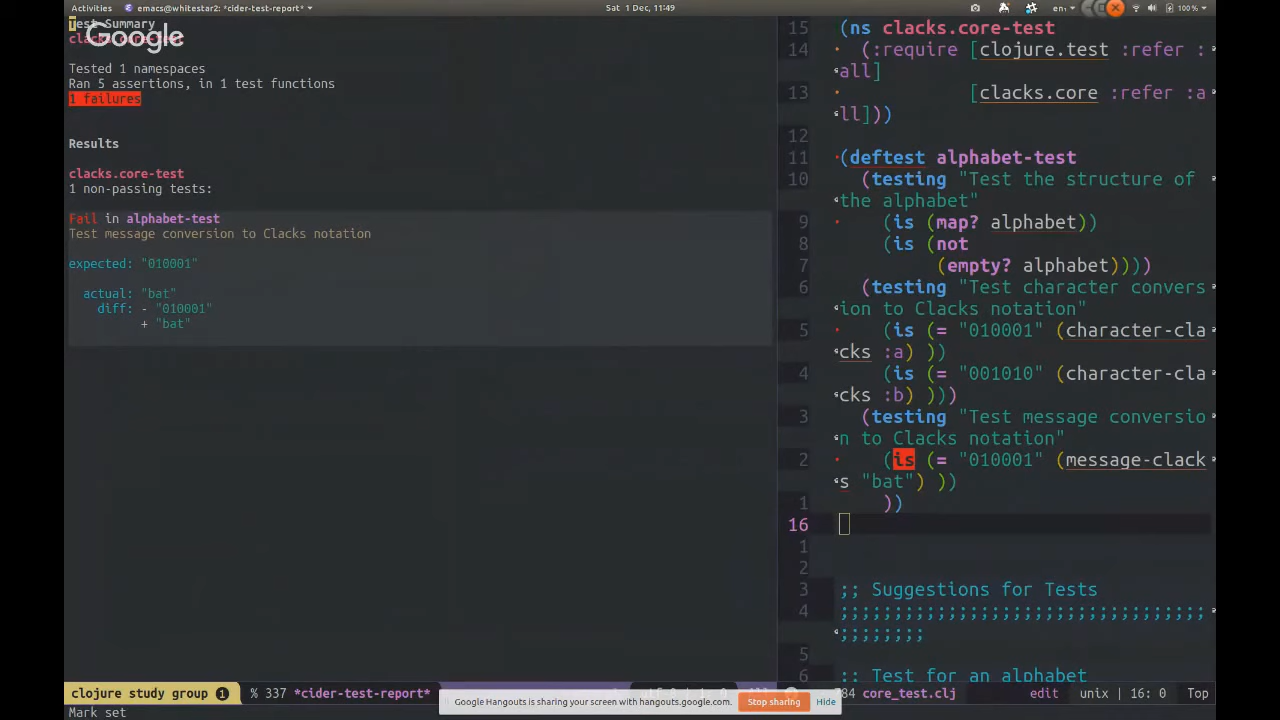 Activities emacs@whitestar2: *cider-test-report* Sat 1 Dec, 11:49 en 100%
Test Summary
clacks.core-test
Google
Tested 1 namespaces
Ran 5 assertions, in 1 test functions
1 failures
Results
clacks.core-test
1 non-passing tests:
Fail in alphabet-test
Test message conversion to Clacks notation
expected: "010001"
actual: "bat"
diff: - "010001"
+ "bat"
clojure study group 1 % 337 *cider-test-report*
Mark set
15 (ns clacks.core-test
14 (:require [clojure.test :refer :
all]
13 [clacks.core :refer :a
ll]))
12
11 (deftest alphabet-test
10 (testing "Test the structure of
the alphabet"
9 (is (map? alphabet))
8 (is (not
7 (empty? alphabet))))
6 (testing "Test character convers
ion to Clacks notation"
5 (is (= "010001" (character-cla
cks :a) ))
4 (is (= "001010" (character-cla
cks :b) )))
3 (testing "Test message conversio
n to Clacks notation"
2 (is (= "010001" (message-clack
s "bat") ))
1 ))
16
1
2
3 ;; Suggestions for Tests
4 ;;;;;;;;;;;;;;;;;;;;;;;;;;;;;;;;;;
;;;;;;;;
5
6 ;; Test for an alphabet
784 core_test.clj edit unix | 16: 0 Top
Google Hangouts is sharing your screen with hangouts.google.com. Stop sharing Hide